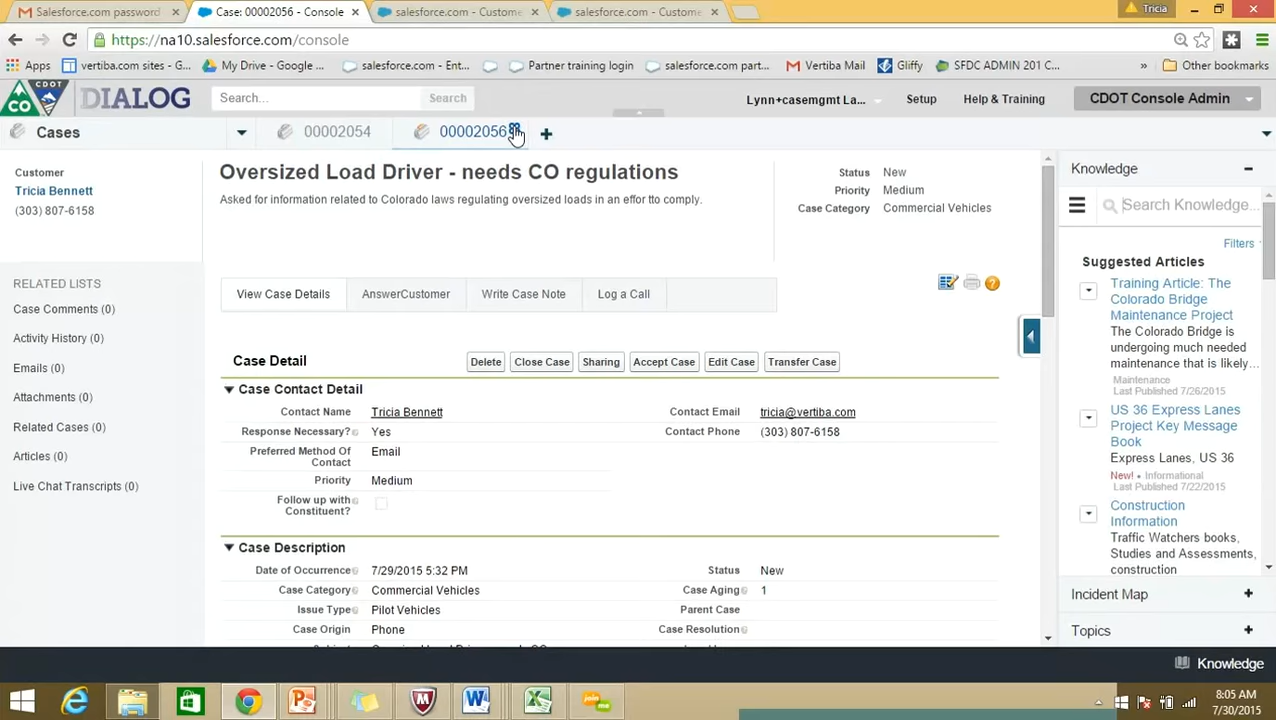 Salesforce.com password
Case: 00002056 - Console
salesforce.com - Custome
salesforce.com - Custome
Tricia
https://na10.salesforce.com/console
Apps
vertiba.com sites - G...
My Drive - Google ...
salesforce.com - Ent...
Partner training login
salesforce.com part...
Vertiba Mail
Gliffy
SFDC ADMIN 201 C...
»
Other bookmarks
CO
CDOT
DIALOG
Search...
Search
Lynn+casemgmt La...
Setup
Help & Training
CDOT Console Admin
Cases
00002054
00002056
Customer
Tricia Bennett
(303) 807-6158
Oversized Load Driver - needs CO regulations
Asked for information related to Colorado laws regulating oversized loads in an effor tto comply.
Status New
Priority Medium
Case Category Commercial Vehicles
RELATED LISTS
Case Comments (0)
Activity History (0)
Emails (0)
Attachments (0)
Related Cases (0)
Articles (0)
Live Chat Transcripts (0)
View Case Details
AnswerCustomer
Write Case Note
Log a Call
Case Detail
Delete
Close Case
Sharing
Accept Case
Edit Case
Transfer Case
Case Contact Detail
Contact Name Tricia Bennett
Contact Email tricia@vertiba.com
Response Necessary? Yes
Contact Phone (303) 807-6158
Preferred Method Of
Contact
Email
Priority Medium
Follow up with
Constituent?
Case Description
Date of Occurrence 7/29/2015 5:32 PM
Status New
Case Category Commercial Vehicles
Case Aging 1
Issue Type Pilot Vehicles
Parent Case
Case Origin Phone
Case Resolution
Knowledge
Search Knowledge...
Filters
Suggested Articles
Training Article: The
Colorado Bridge
Maintenance Project
The Colorado Bridge is
undergoing much needed
maintenance that is likely...
Maintenance
Last Published 7/26/2015
US 36 Express Lanes
Project Key Message
Book
Express Lanes, US 36
New! • Informational
Last Published 7/22/2015
Construction
Information
Traffic Watchers books,
Studies and Assessments,
construction
Incident Map
Topics
Knowledge
8:05 AM
7/30/2015